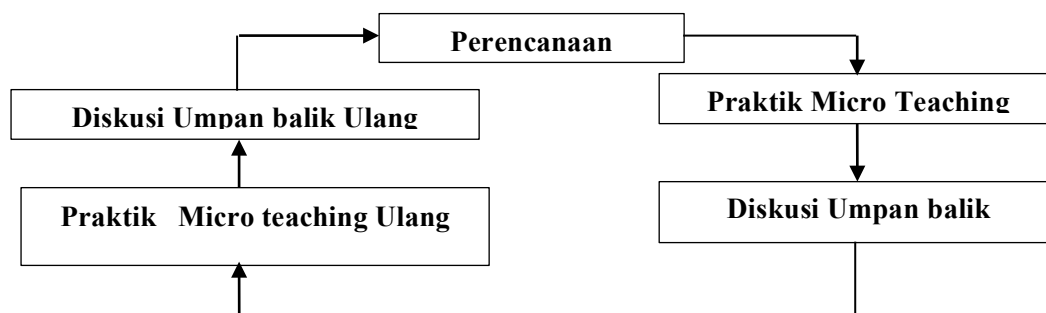 Perencanaan
Praktik Micro Teaching
Diskusi Umpan balik Ulang
Praktik Micro teaching Ulang
Diskusi Umpan balik